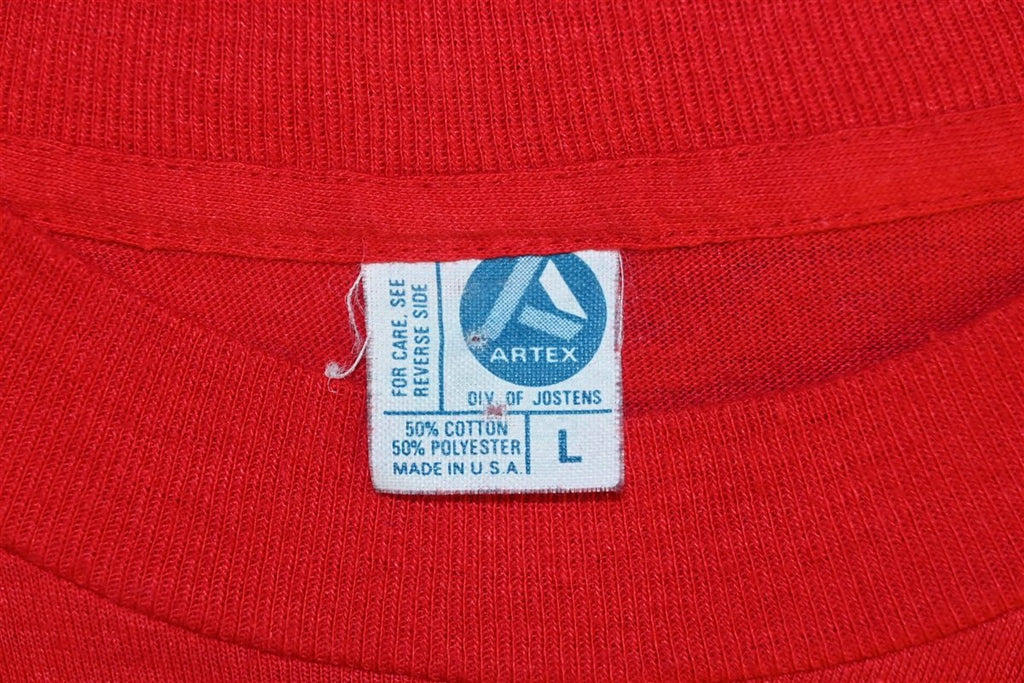 FOR CARE, SEE
REVERSE SIDE
ARTEX
DIV. OF JOSTENS
50% COTTON
50% POLYESTER
MADE IN U.S.A.
L